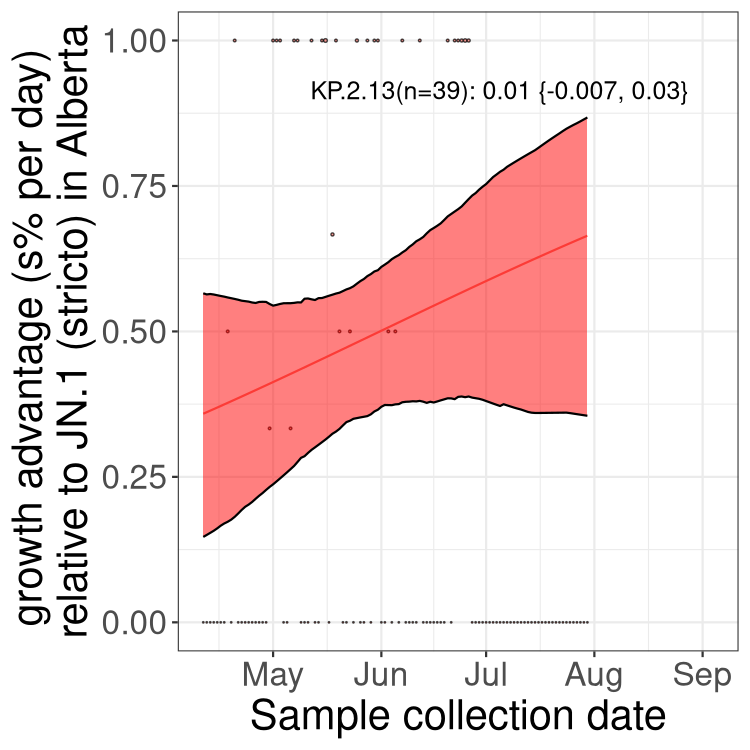 growth advantage (s% per day)
relative to JN.1 (stricto) in Alberta
1.00
0.75
0.50
0.25
0.00
KP.2.13(n=39): 0.01 {-0.007, 0.03}
May Jun Jul Aug Sep
Sample collection date